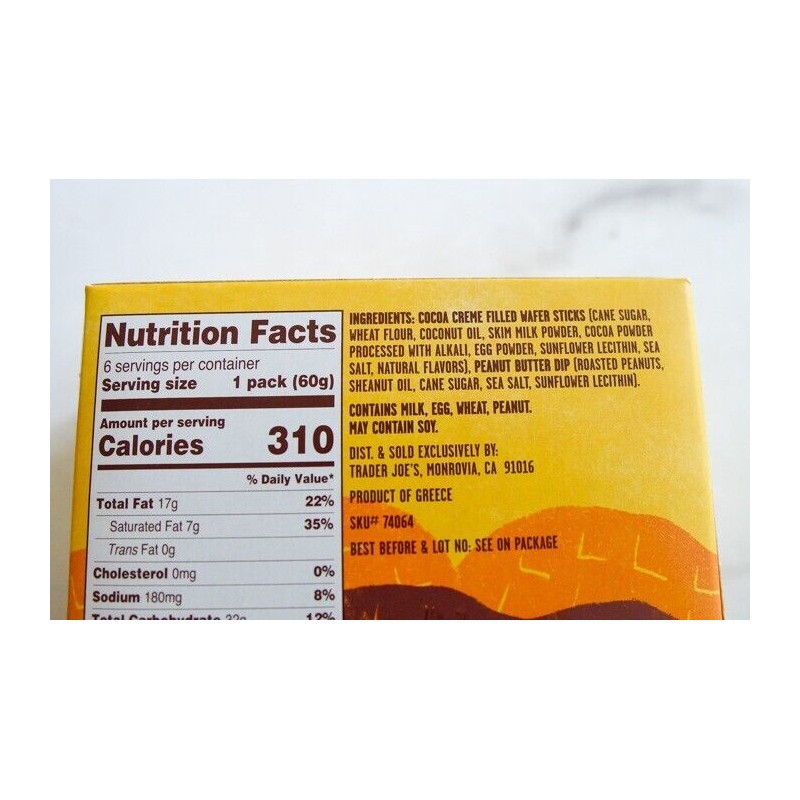 Nutrition Facts
6 servings per container
Serving size 1 pack (60g)
Amount per serving
Calories 310
% Daily Value*
Total Fat 17g 22%
Saturated Fat 7g 35%
Trans Fat 0g
Cholesterol 0mg 0%
Sodium 180mg 8%
Total Carbohydrate 32g 12%
INGREDIENTS: COCOA CREME FILLED WAFER STICKS (CANE SUGAR,
WHEAT FLOUR, COCONUT OIL, SKIM MILK POWDER, COCOA POWDER
PROCESSED WITH ALKALI, EGG POWDER, SUNFLOWER LECITHIN, SEA
SALT, NATURAL FLAVORS), PEANUT BUTTER DIP (ROASTED PEANUTS,
SHEANUT OIL, CANE SUGAR, SEA SALT, SUNFLOWER LECITHIN).
CONTAINS MILK, EGG, WHEAT, PEANUT.
MAY CONTAIN SOY.
DIST. & SOLD EXCLUSIVELY BY:
TRADER JOE'S, MONROVIA, CA 91016
PRODUCT OF GREECE
SKU# 74064
BEST BEFORE & LOT NO: SEE ON PACKAGE